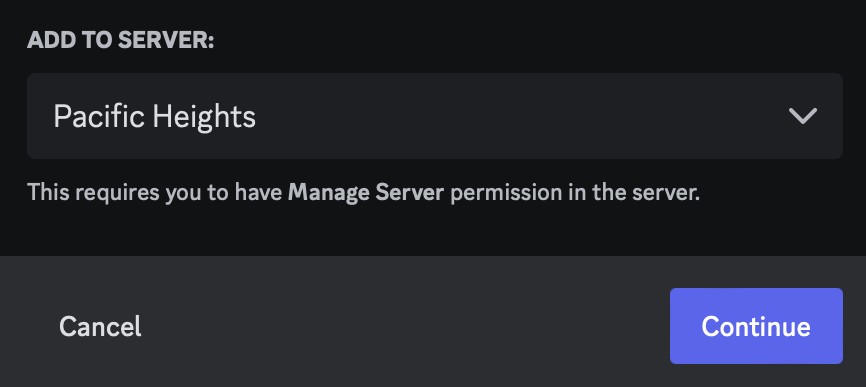 ADD TO SERVER:
Pacific Heights
This requires you to have Manage Server permission in the server.
Cancel
Continue